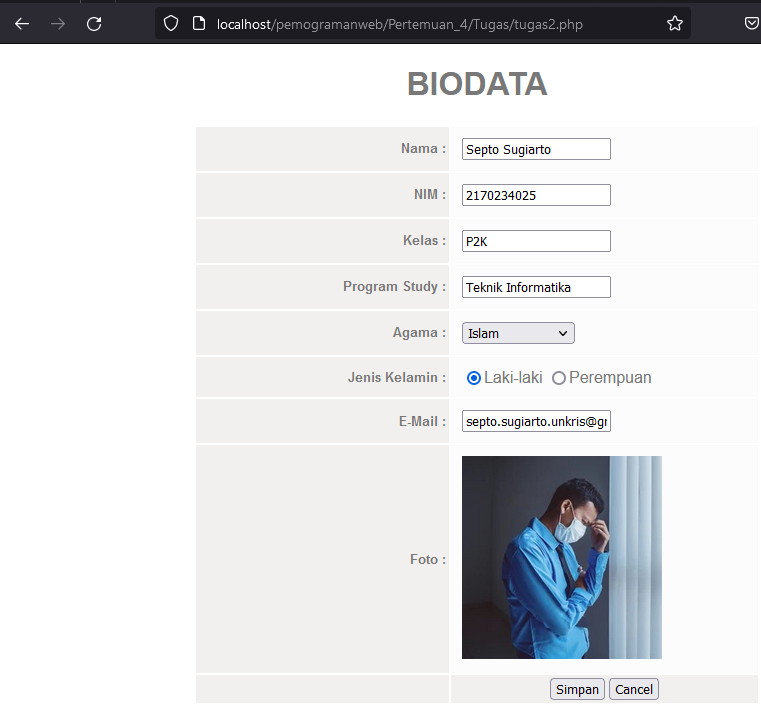 localhost/pemogramanweb/Pertemuan_4/Tugas/tugas2.php
BIODATA
Nama : Septo Sugiarto
NIM : 2170234025
Kelas : P2K
Program Study : Teknik Informatika
Agama : Islam
Jenis Kelamin : Laki-laki Perempuan
E-Mail : septo.sugiarto.unkris@gr
Foto :
Simpan Cancel